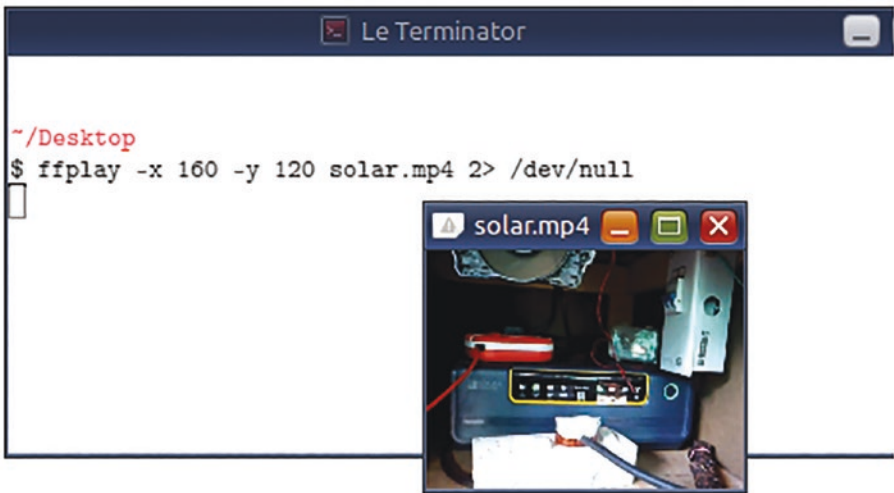 Le Terminator
~/Desktop
$ ffplay -x 160 -y 120 solar.mp4 2> /dev/null
solar.mp4